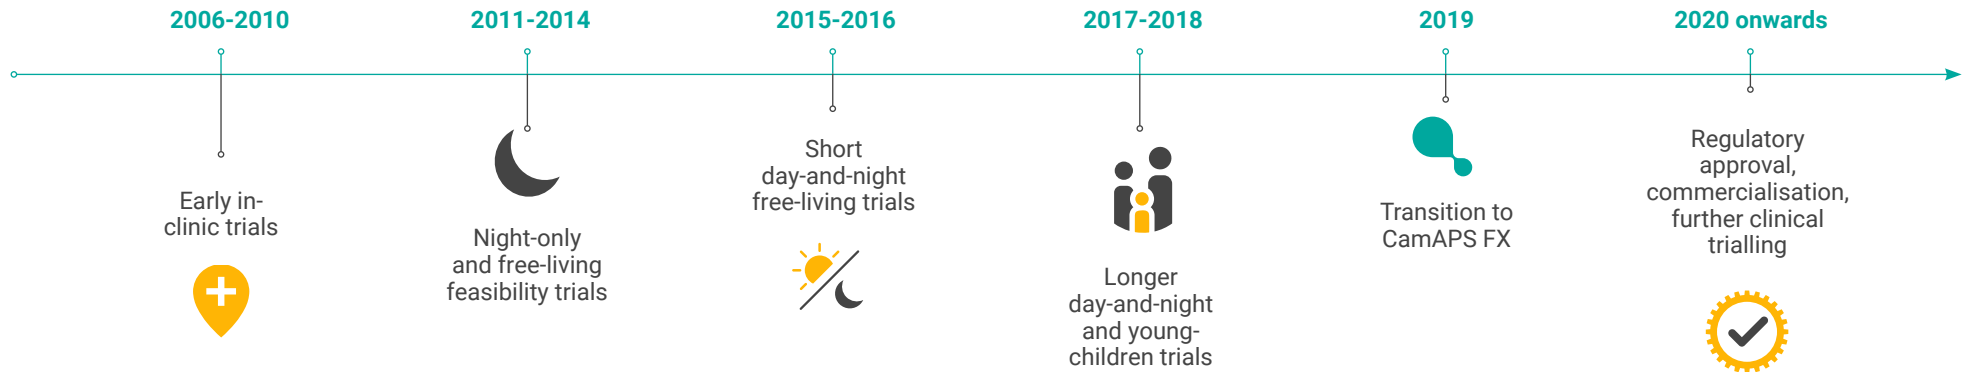 2006-2010
Early in-
clinic trials
2011-2014
Night-only
and free-living
feasibility trials
2015-2016
Short
day-and-night
free-living trials
2017-2018
Longer
day-and-night
and young-
children trials
2019
Transition to
CamAPS FX
2020 onwards
Regulatory
approval,
commercialisation,
further clinical
trialling